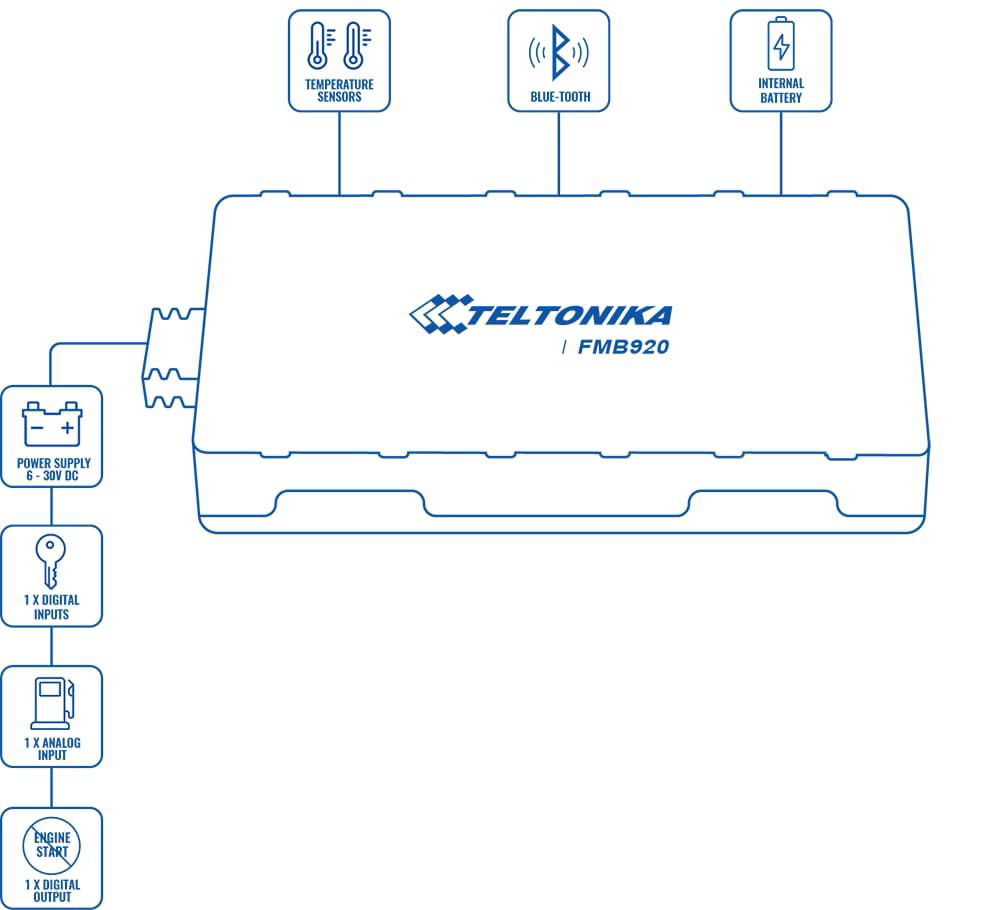 TEMPERATURE
SENSORS
BLUE-TOOTH
INTERNAL
BATTERY
TELTONIKA
/ FMB920
POWER SUPPLY
6 - 30V DC
1 X DIGITAL
INPUTS
1 X ANALOG
INPUT
ENGINE
START
1 X DIGITAL
OUTPUT